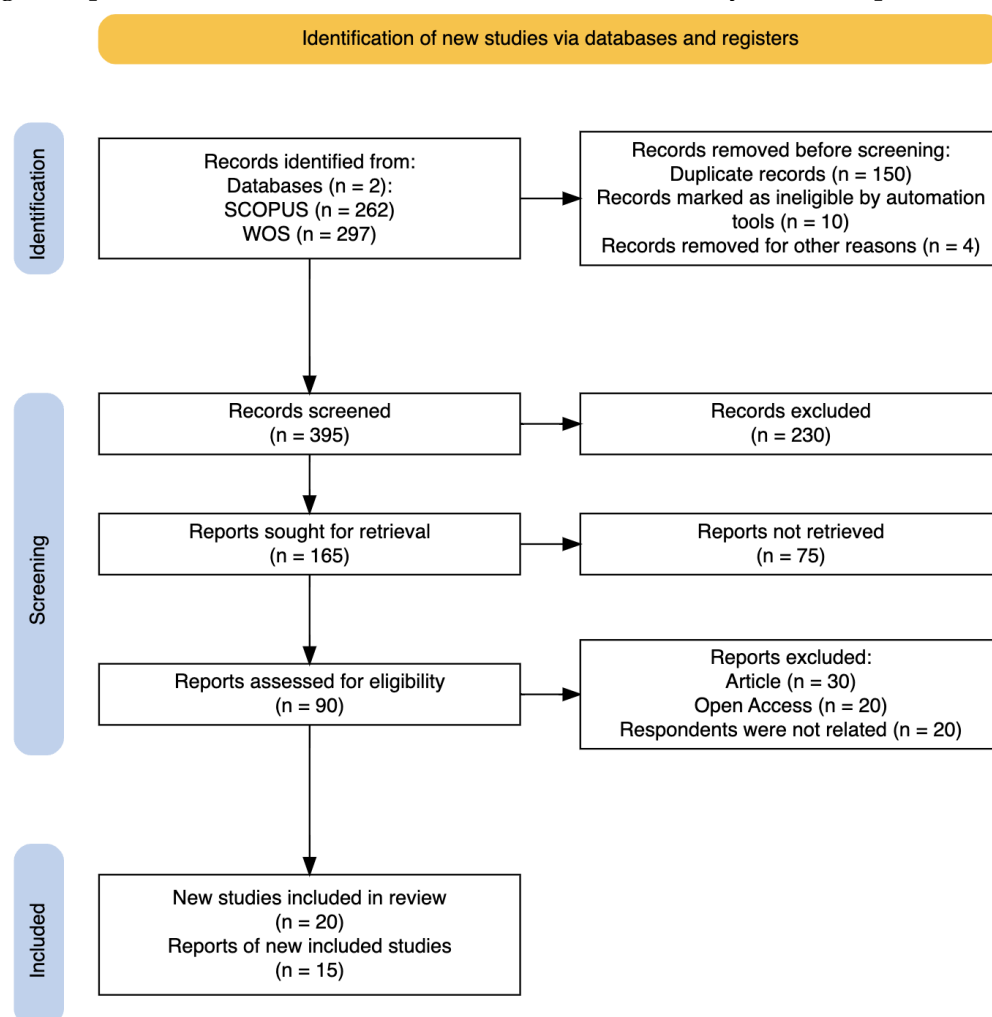 Identification of new studies via databases and registers
Identification
Records identified from:
Databases (n = 2):
SCOPUS (n = 262)
WOS (n = 297)
Records removed before screening:
Duplicate records (n = 150)
Records marked as ineligible by automation
tools (n = 10)
Records removed for other reasons (n = 4)
Screening
Records screened
(n = 395)
Records excluded
(n = 230)
Reports sought for retrieval
(n = 165)
Reports not retrieved
(n = 75)
Reports assessed for eligibility
(n = 90)
Reports excluded:
Article (n = 30)
Open Access (n = 20)
Respondents were not related (n = 20)
Included
New studies included in review
(n = 20)
Reports of new included studies
(n = 15)